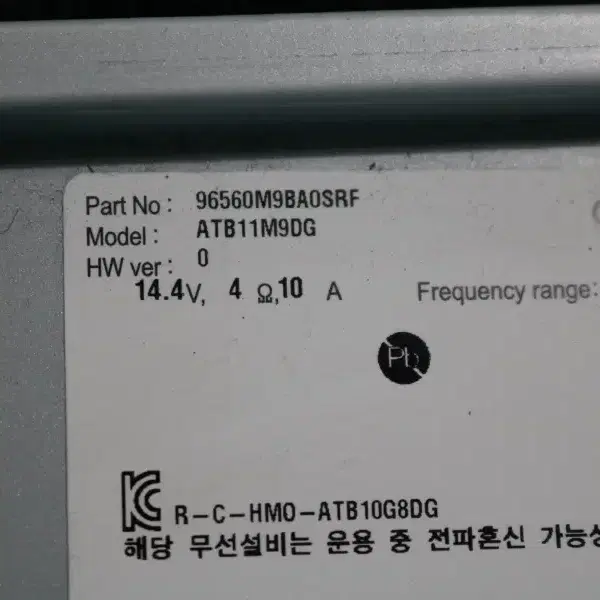 Part No : 96560M9BA0SRF
Model : ATB11M9DG
HW ver : 0
14.4V, 4 Ω,10 A Frequency range:
Pb
R-C-HMO-ATB10G8DG
해당 무선설비는 운용 중 전파혼신 가능성